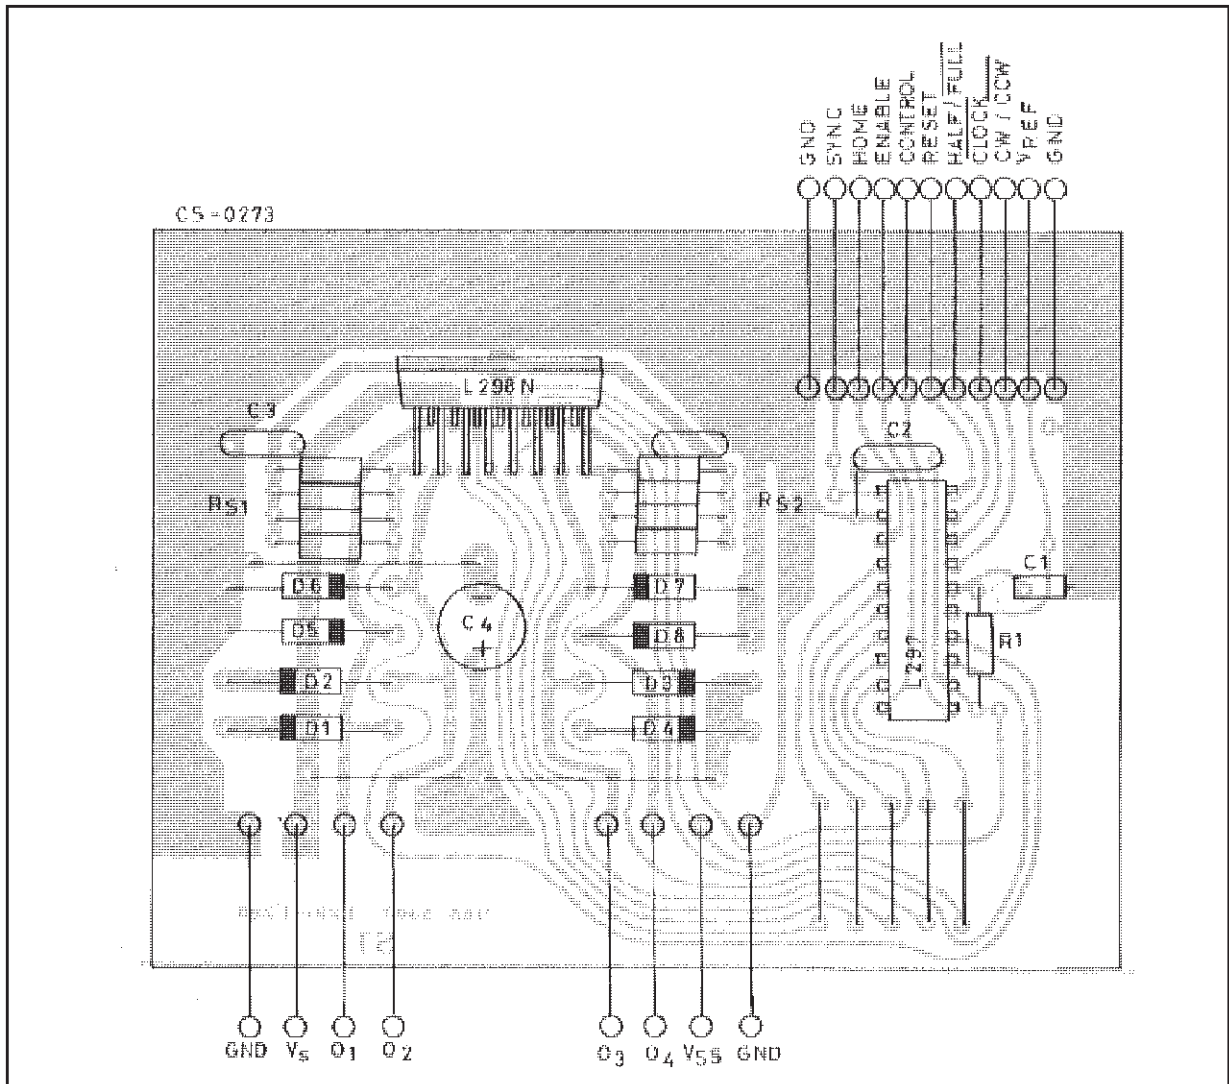 GND
SYNC
HOME
ENABLE
CONTROL
RESET
HALF/FULL
CLOCK
CW/CCW
VREF
GND
CS-0273
L298N
C3
C2
RS1
RS2
C1
D6
D7
C4
D5
D8
R1
L297
D2
D3
D1
D4
GND
VS
O1
O2
O3
O4
VSS
GND